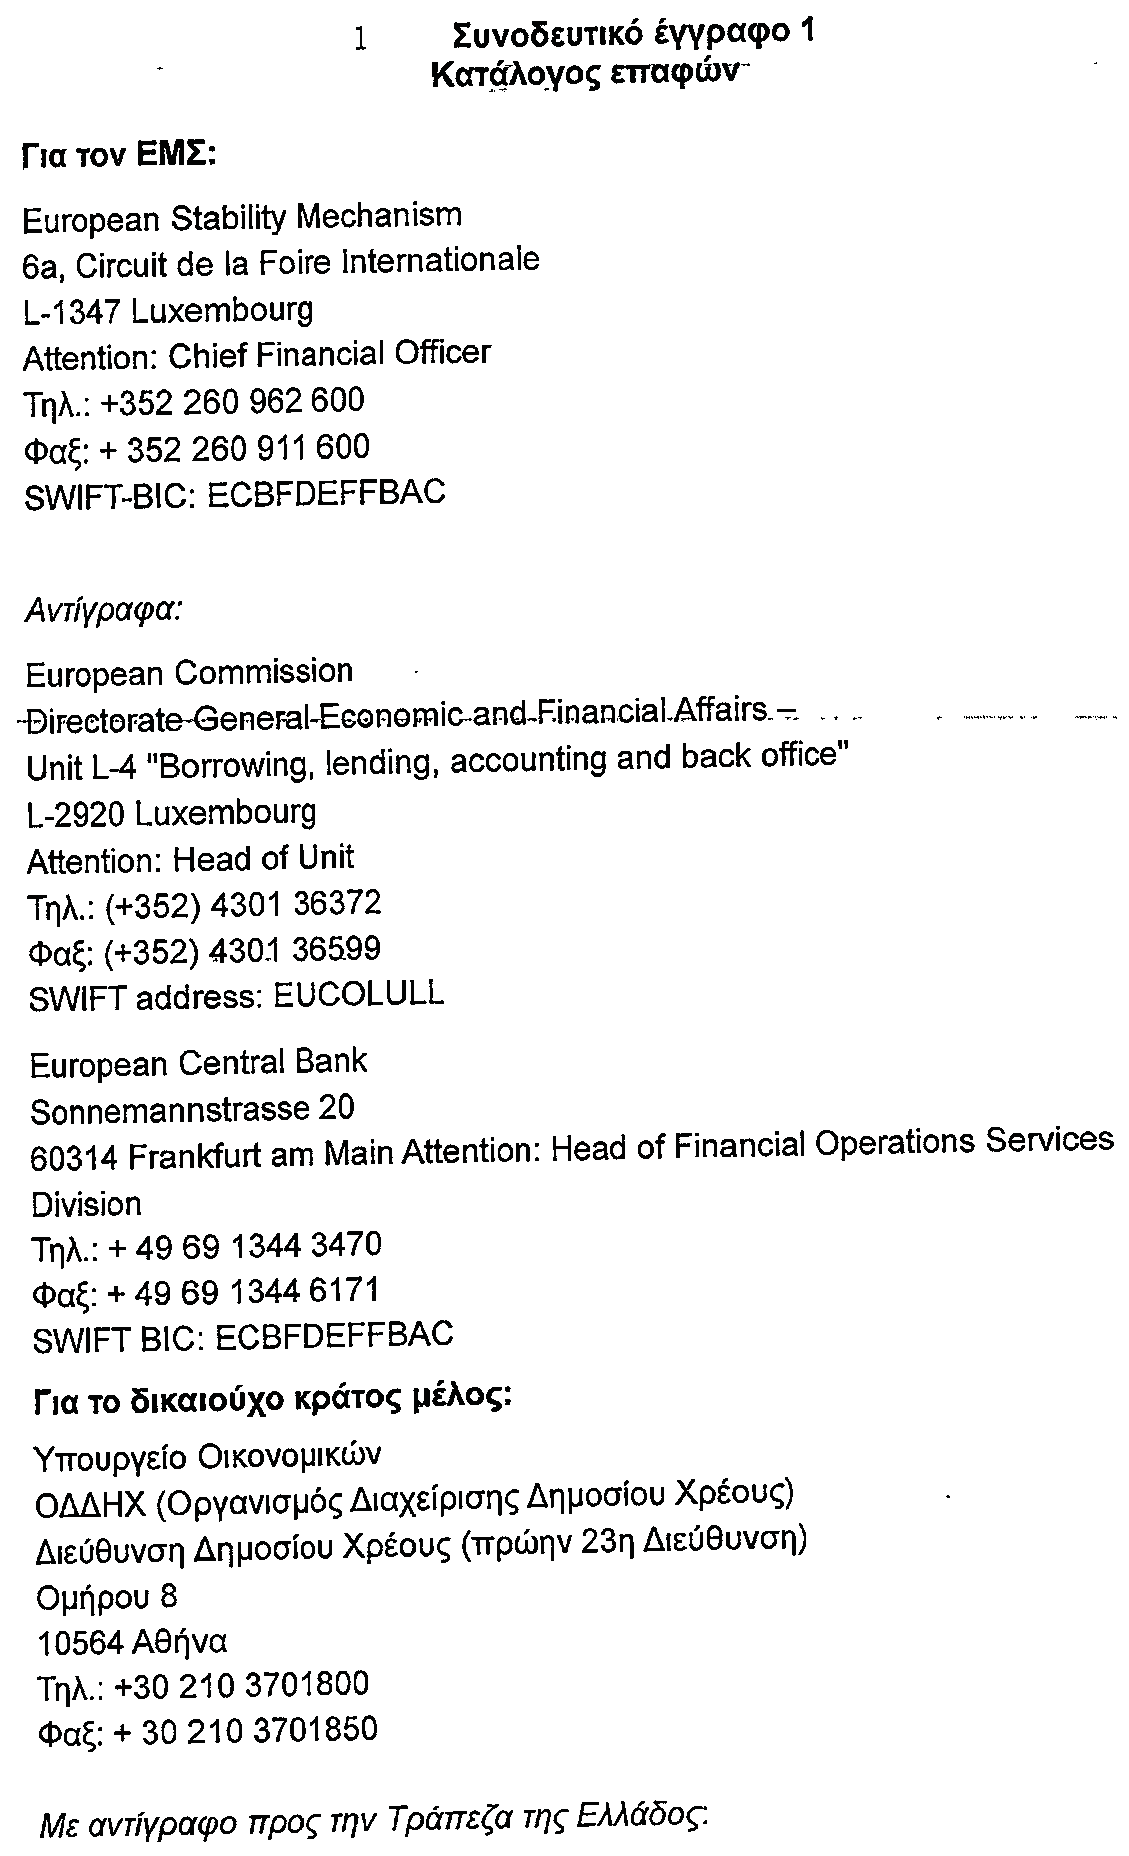 1 Συνοδευτικό έγγραφο 1
Κατάλογος επαφών
Για τον ΕΜΣ:
European Stability Mechanism
6a, Circuit de la Foire Internationale
L-1347 Luxembourg
Attention: Chief Financial Officer
Τηλ.: +352 260 962 600
Φαξ: + 352 260 911 600
SWIFT-BIC: ECBFDEFFBAC
Αντίγραφα:
European Commission
Directorate General Economic and Financial Affairs –
Unit L-4 "Borrowing, lending, accounting and back office"
L-2920 Luxembourg
Attention: Head of Unit
Τηλ.: (+352) 4301 36372
Φαξ: (+352) 4301 36599
SWIFT address: EUCOLULL
European Central Bank
Sonnemannstrasse 20
60314 Frankfurt am Main Attention: Head of Financial Operations Services
Division
Τηλ.: + 49 69 1344 3470
Φαξ: + 49 69 1344 6171
SWIFT BIC: ECBFDEFFBAC
Για το δικαιούχο κράτος μέλος:
Υπουργείο Οικονομικών
ΟΔΔΗΧ (Οργανισμός Διαχείρισης Δημοσίου Χρέους)
Διεύθυνση Δημοσίου Χρέους (πρώην 23η Διεύθυνση)
Ομήρου 8
10564 Αθήνα
Τηλ.: +30 210 3701800
Φαξ: + 30 210 3701850
Με αντίγραφο προς την Τράπεζα της Ελλάδος: